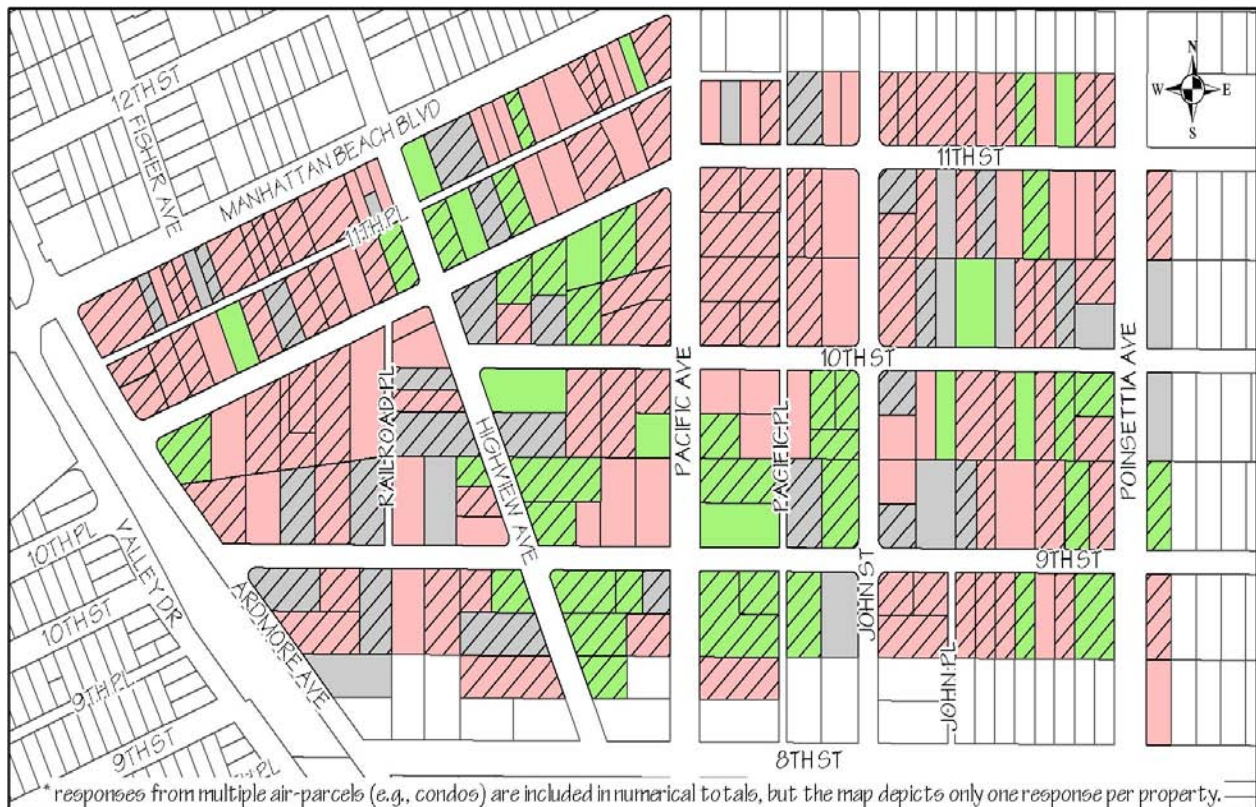 N
W E
S
12TH ST
FISHER AVE
MANHATTAN BEACH BLVD
11TH PL
11TH ST
10TH ST
RAILROAD PL
HIGHVIEW AVE
PACIFIC AVE
PACIFIC PL
POINSETTIA AVE
10TH PL
VALLEY DR
10TH ST
ARDMORE AVE
9TH PL
9TH ST
9TH ST
JOHN ST
JOHN PL
8TH ST
* responses from multiple air-parcels (e.g., condos) are included in numerical totals, but the map depicts only one response per property.